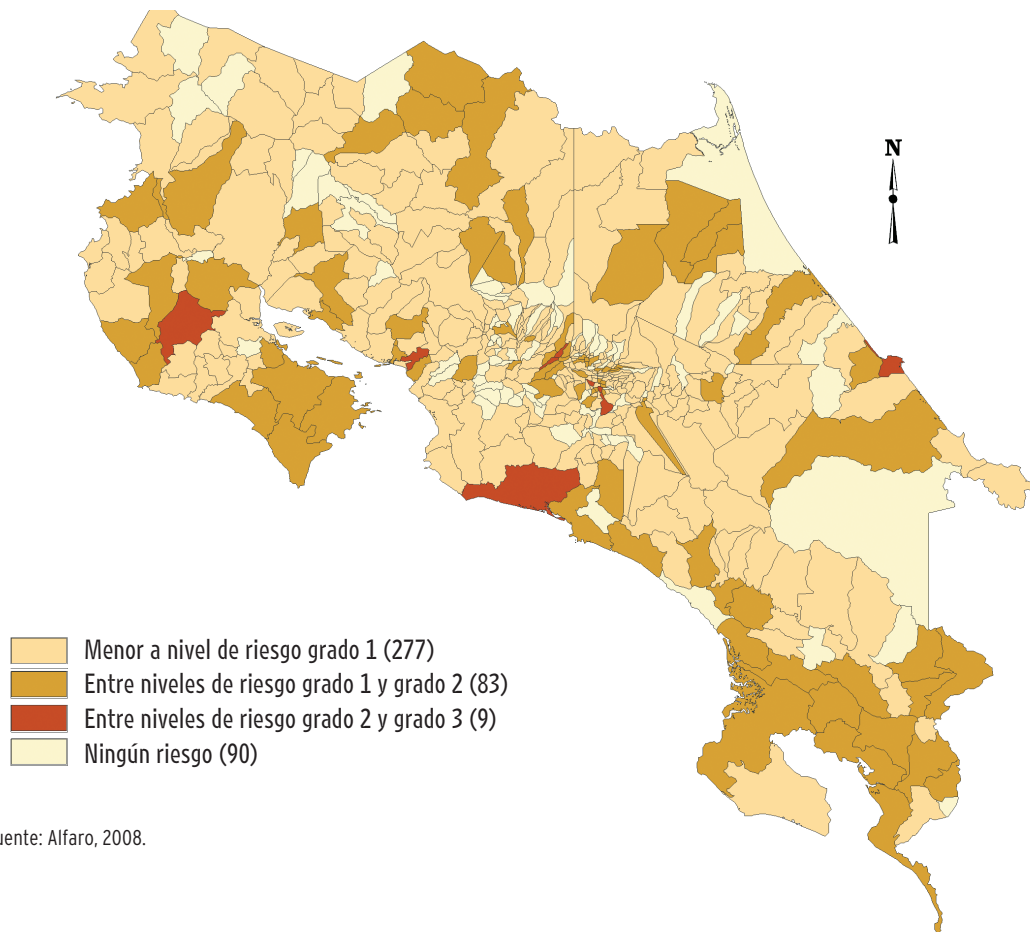 N
Menor a nivel de riesgo grado 1 (277)
Entre niveles de riesgo grado 1 y grado 2 (83)
Entre niveles de riesgo grado 2 y grado 3 (9)
Ningún riesgo (90)
uente: Alfaro, 2008.